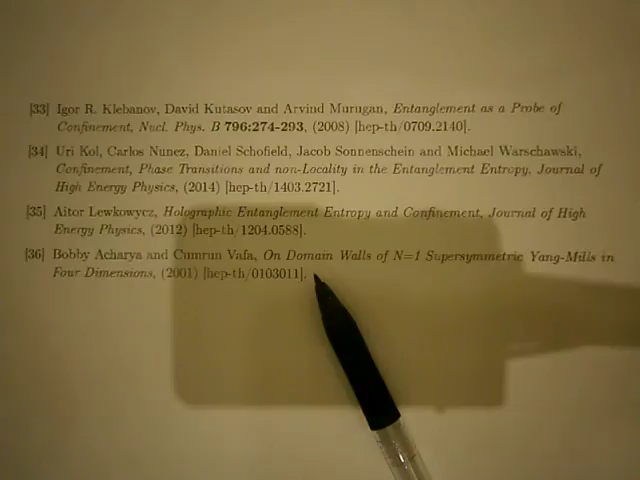 [33] Igor R. Klebanov, David Kutasov and Arvind Murugan, Entanglement as a Probe of
Confinement, Nucl. Phys. B 796:274-293, (2008) [hep-th/0709.2140].
[34] Uri Kol, Carlos Nunez, Daniel Schofield, Jacob Sonnenschein and Michael Warschawski,
Confinement, Phase Transitions and non-Locality in the Entanglement Entropy, Journal of
High Energy Physics, (2014) [hep-th/1403.2721].
[35] Aitor Lewkowycz, Holographic Entanglement Entropy and Confinement, Journal of High
Energy Physics, (2012) [hep-th/1204.0588].
[36] Bobby Acharya and Cumrun Vafa, On Domain Walls of N=1 Supersymmetric Yang-Mills in
Four Dimensions, (2001) [hep-th/0103011].